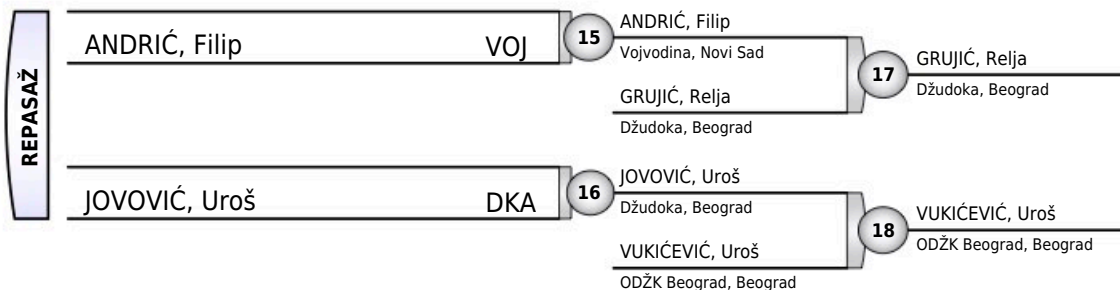 REPASAŽ
ANDRIĆ, Filip VOJ
15
ANDRIĆ, Filip
Vojvodina, Novi Sad
GRUJIĆ, Relja
Džudoka, Beograd
17
GRUJIĆ, Relja
Džudoka, Beograd
JOVOVIĆ, Uroš DKA
16
JOVOVIĆ, Uroš
Džudoka, Beograd
VUKIĆEVIĆ, Uroš
ODŽK Beograd, Beograd
18
VUKIĆEVIĆ, Uroš
ODŽK Beograd, Beograd